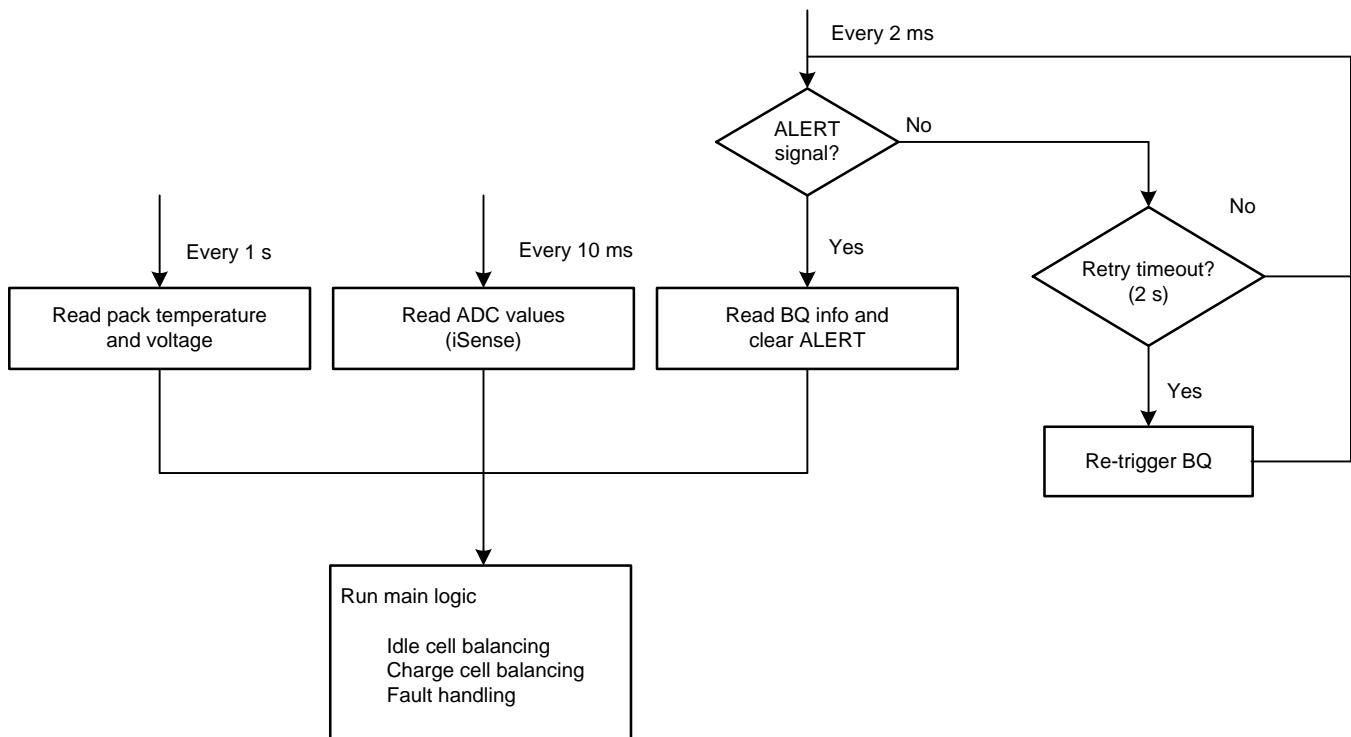 Every 2 ms
ALERT
signal?
No
No
Every 1 s
Every 10 ms
Yes
Retry timeout?
(2 s)
Read pack temperature
and voltage
Read ADC values
(iSense)
Read BQ info and
clear ALERT
Yes
Re-trigger BQ
Run main logic
Idle cell balancing
Charge cell balancing
Fault handling